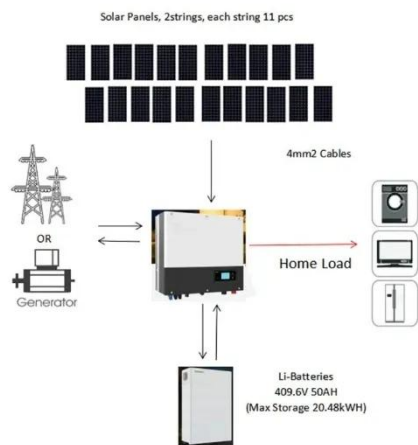 Solar Panels, 2strings, each string 11 pcs
4mm2 Cables
OR
Generator
Home Load
Li-Batteries
409.6V 50AH
(Max Storage 20.48kWH)